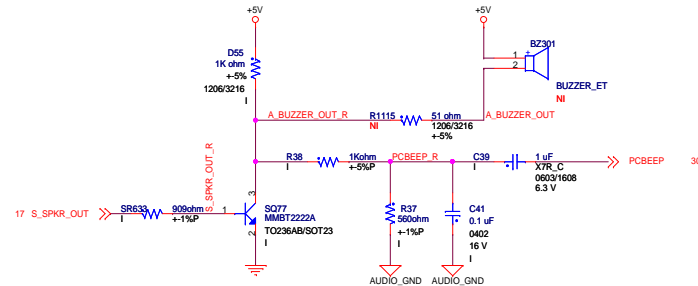 +5V
+5V
D55
1K ohm
+-5%
1206/3216
I
BZ301
1
+
2
BUZZER_ET
NI
A_BUZZER_OUT_R
R1115
NI
51 ohm
1206/3216
+-5%
A_BUZZER_OUT
R38
I
1Kohm
+-5%P
PCBEEP_R
C39
I
1 uF
X7R_C
0603/1608
6.3 V
PCBEEP
30
S_SPKR_OUT_R
17 S_SPKR_OUT
SR633
I
909ohm
+-1%P
1
3
2
SQ77
MMBT2222A
TO236AB/SOT23
I
R37
560ohm
+-1%P
I
C41
0.1 uF
0402
16 V
I
AUDIO_GND
AUDIO_GND